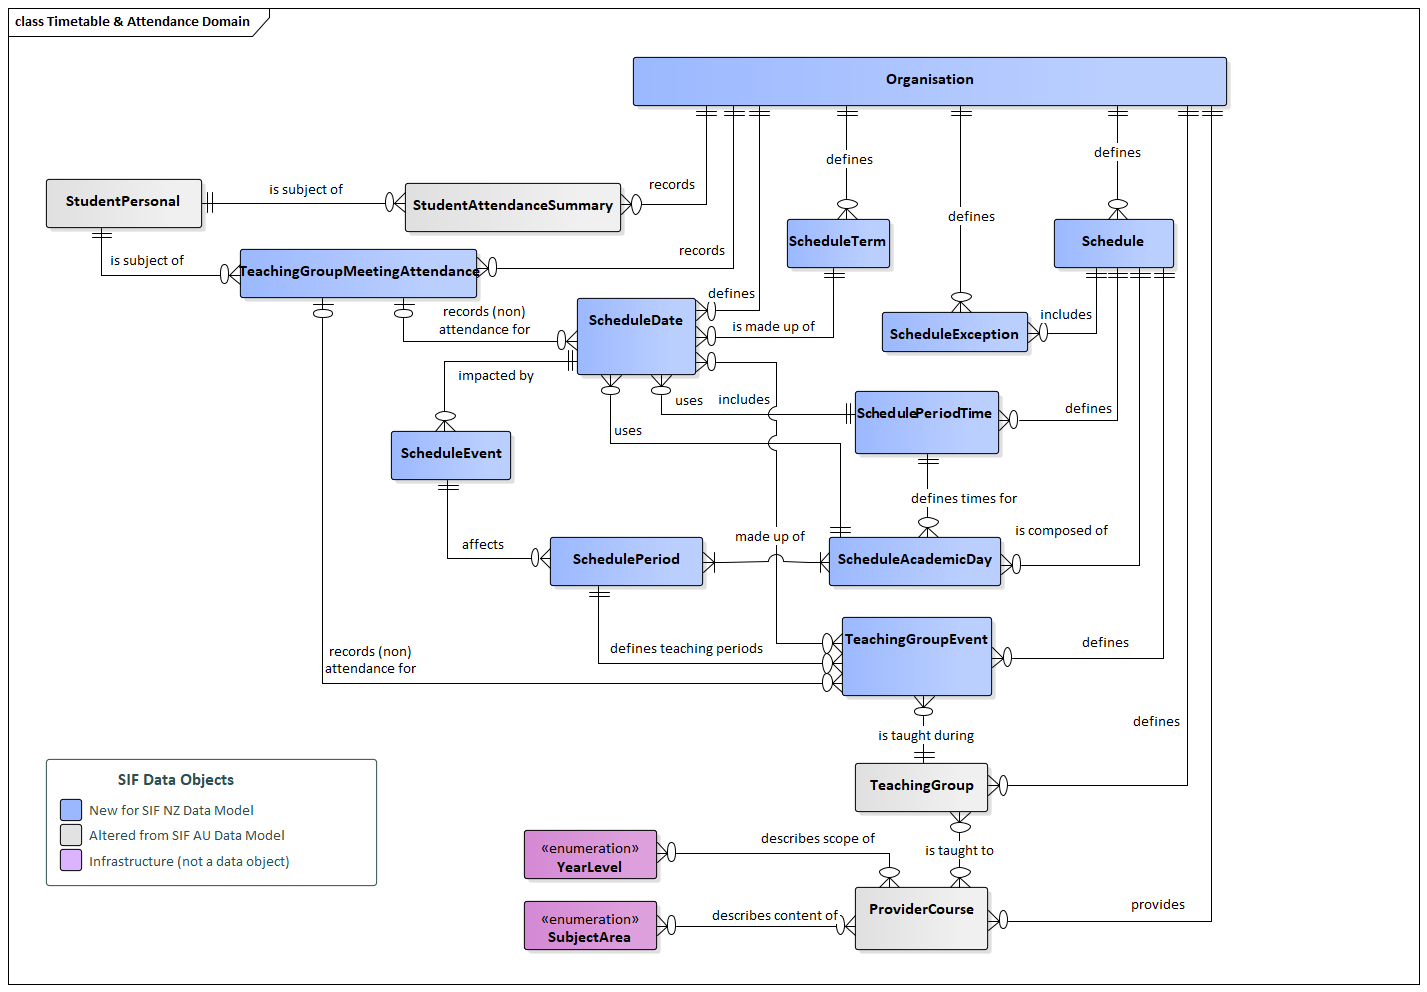 class Timetable & Attendance Domain
Organisation
defines
defines
is subject of
records
StudentPersonal
StudentAttendanceSummary
defines
ScheduleTerm
Schedule
is subject of
records
TeachingGroupMeetingAttendance
defines
records (non)
attendance for
ScheduleDate
is made up of
includes
ScheduleException
impacted by
uses
includes
SchedulePeriodTime
defines
uses
ScheduleEvent
defines times for
is composed of
affects
made up of
SchedulePeriod
ScheduleAcademicDay
TeachingGroupEvent
defines
defines teaching periods
records (non)
attendance for
defines
is taught during
SIF Data Objects
New for SIF NZ Data Model
Altered from SIF AU Data Model
Infrastructure (not a data object)
TeachingGroup
describes scope of
is taught to
«enumeration»
YearLevel
provides
ProviderCourse
describes content of
«enumeration»
SubjectArea